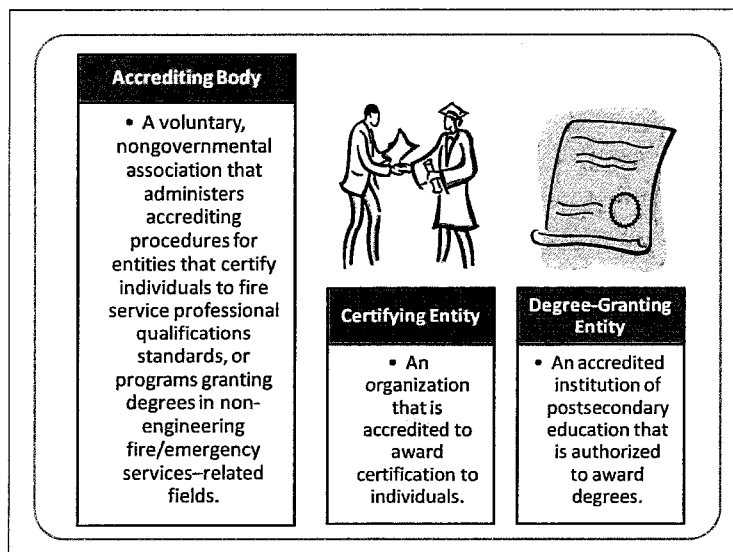 Accrediting Body
• A voluntary,
nongovernmental
association that
administers
accrediting
procedures for
entities that certify
individuals to fire
service professional
qualifications
standards, or
programs granting
degrees in non-
engineering
fire/emergency
services–related
fields.
Certifying Entity
• An
organization
that is
accredited to
award
certification to
individuals.
Degree-Granting
Entity
• An accredited
institution of
postsecondary
education that
is authorized
to award
degrees.